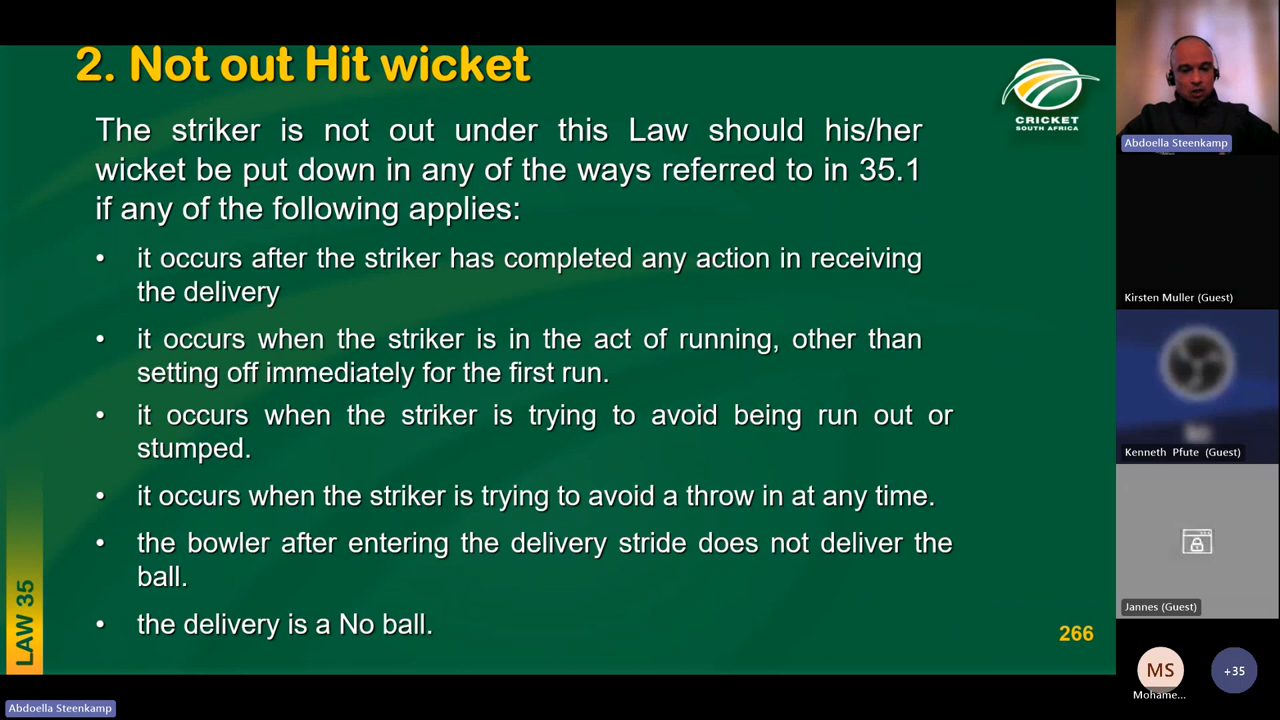 2. Not out Hit wicket
CRICKET
SOUTH AFRICA
The striker is not out under this Law should his/her
wicket be put down in any of the ways referred to in 35.1
if any of the following applies:
• it occurs after the striker has completed any action in receiving
the delivery
• it occurs when the striker is in the act of running, other than
setting off immediately for the first run.
• it occurs when the striker is trying to avoid being run out or
stumped.
• it occurs when the striker is trying to avoid a throw in at any time.
• the bowler after entering the delivery stride does not deliver the
ball.
• the delivery is a No ball.
LAW 35
266
Abdoella Steenkamp
Abdoella Steenkamp
Kirsten Muller (Guest)
Kenneth Pfute (Guest)
Jannes (Guest)
MS
Mohame...
+35